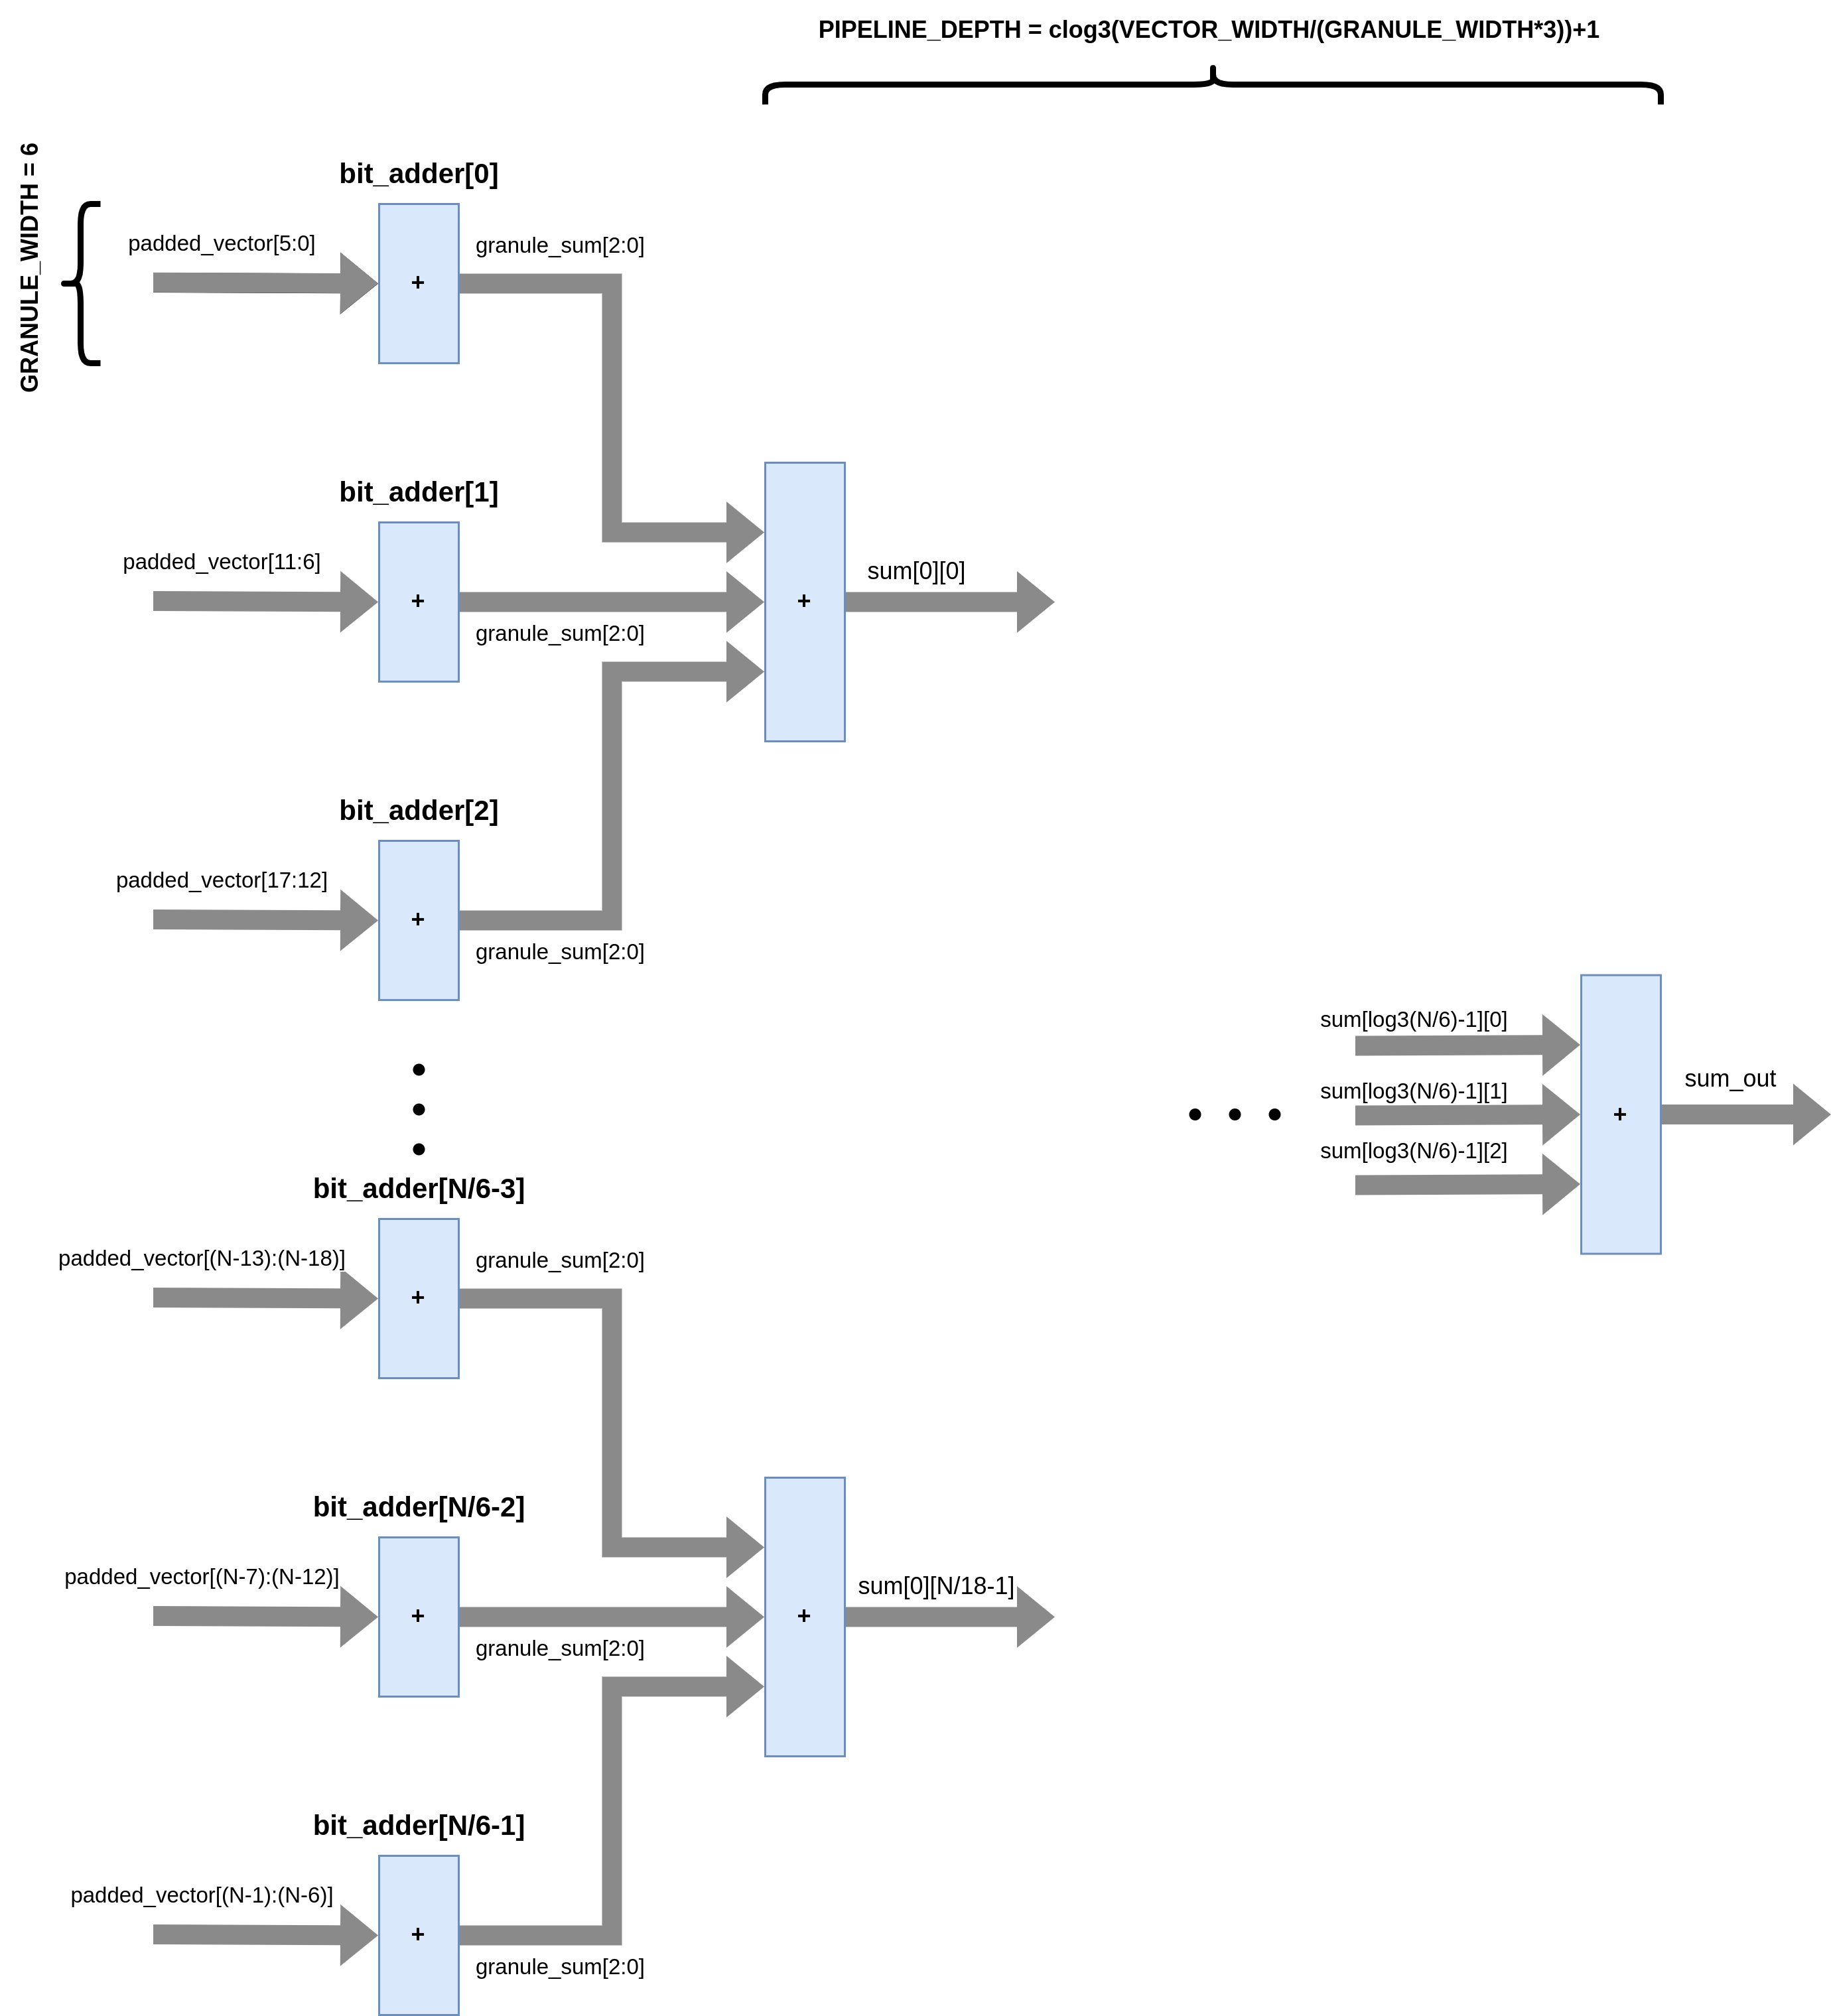 PIPELINE_DEPTH = clog3(VECTOR_WIDTH/(GRANULE_WIDTH*3))+1
GRANULE_WIDTH = 6
bit_adder[0]
padded_vector[5:0]
+
granule_sum[2:0]
bit_adder[1]
padded_vector[11:6]
+
granule_sum[2:0]
+
sum[0][0]
bit_adder[2]
padded_vector[17:12]
+
granule_sum[2:0]
sum[log3(N/6)-1][0]
sum[log3(N/6)-1][1]
sum[log3(N/6)-1][2]
+
sum_out
bit_adder[N/6-3]
padded_vector[(N-13):(N-18)]
+
granule_sum[2:0]
bit_adder[N/6-2]
padded_vector[(N-7):(N-12)]
+
granule_sum[2:0]
+
sum[0][N/18-1]
bit_adder[N/6-1]
padded_vector[(N-1):(N-6)]
+
granule_sum[2:0]